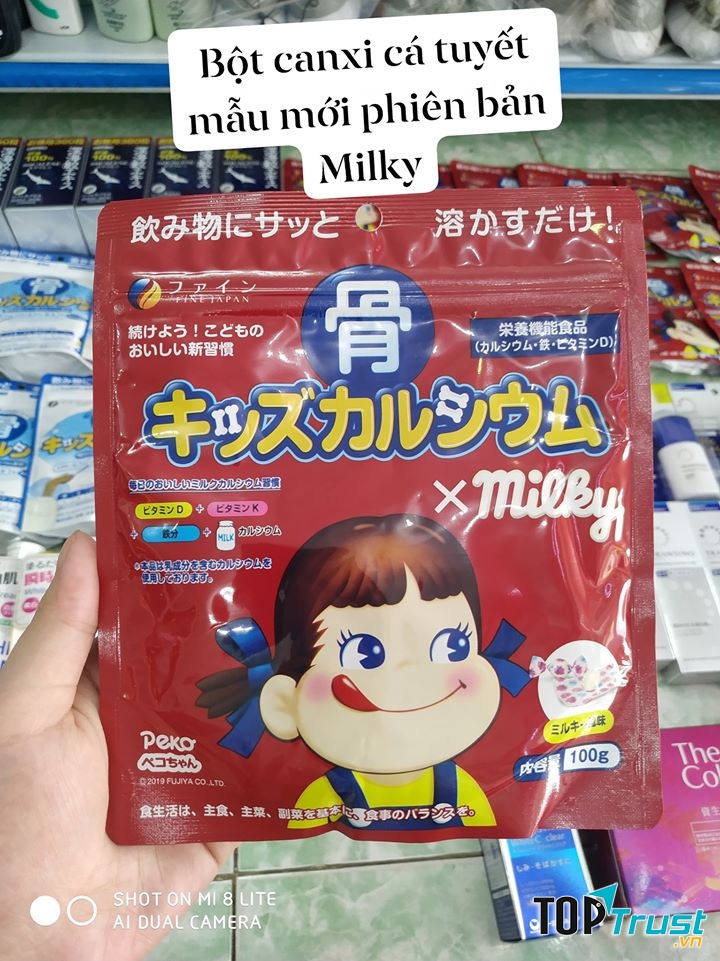 Bột canxi cá tuyết
mẫu mới phiên bản
Milky
飲み物にサッと 溶かすだけ!
ファイン
FINE JAPAN
骨
続けよう!こどもの
おいしい新習慣
栄養機能食品
(カルシウム・鉄・ビタミンD)
キッズカルシウム
×milky
毎日のおいしいミルクカルシウム習慣
ビタミンD + ビタミンK
+ 鉄分 + MILK カルシウム
*本品は乳成分を含むカルシウムを
使用しております。
Peko
ペコちゃん
©2019 FUJIYA CO.,LTD.
ミルキー風味
内容量 100g
食生活は、主食、主菜、副菜を基本に、食事のバランスを。
骨
The
Col
SHOT ON MI 8 LITE
AI DUAL CAMERA
TOPTrust
.vn